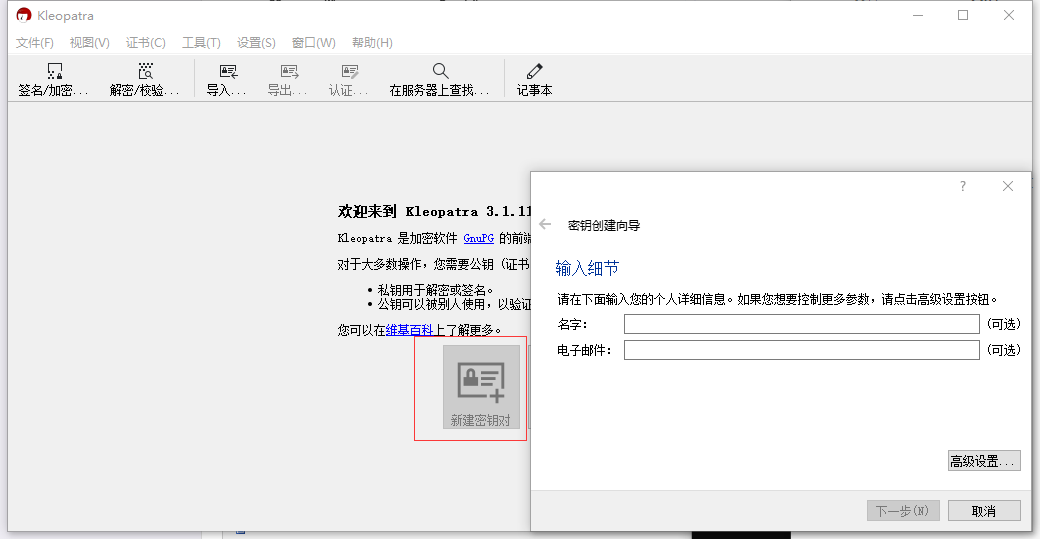 Kleopatra
文件(F) 视图(V) 证书(C) 工具(T) 设置(S) 窗口(W) 帮助(H)
签名/加密... 解密/校验... 导入... 导出... 认证... 在服务器上查找... 记事本
欢迎来到 Kleopatra 3.1.11
Kleopatra 是加密软件 GnuPG 的前端
对于大多数操作，您需要公钥（证书
• 私钥用于解密或签名。
• 公钥可以被别人使用，以验证
您可以在维基百科上了解更多。
新建密钥对
?
密钥创建向导
输入细节
请在下面输入您的个人详细信息。如果您想要控制更多参数，请点击高级设置按钮。
名字： (可选)
电子邮件： (可选)
高级设置...
下一步(N) 取消